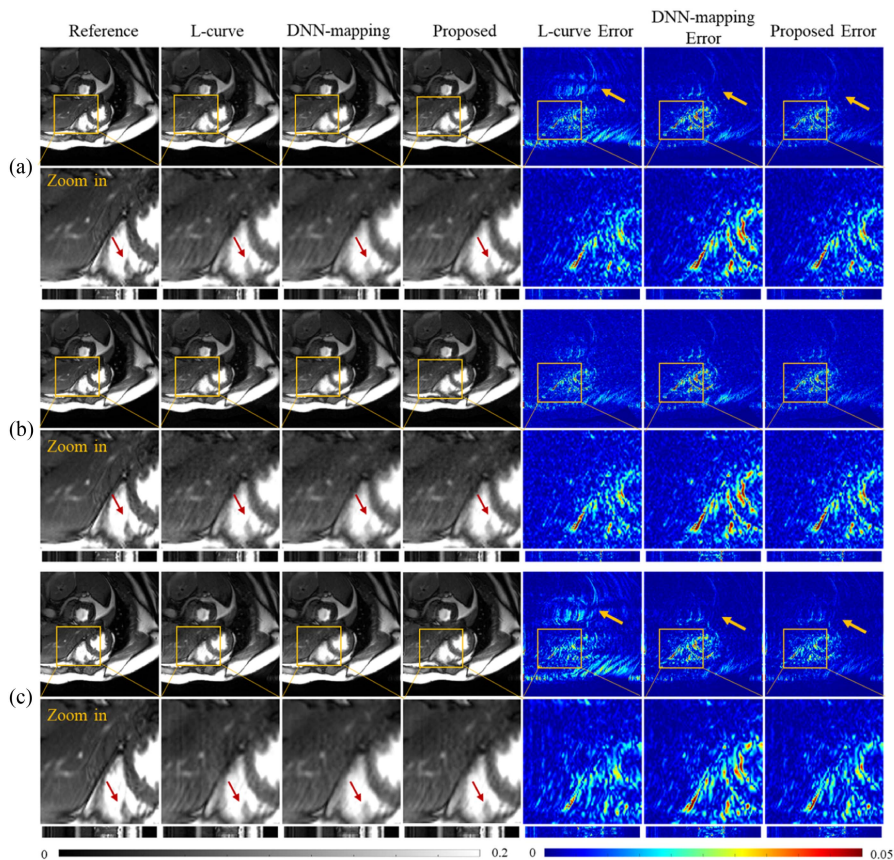 Reference L-curve DNN-mapping Proposed L-curve Error DNN-mapping Error Proposed Error
(a)
Zoom in
(b)
Zoom in
(c)
Zoom in
0 0.2 0 0.05